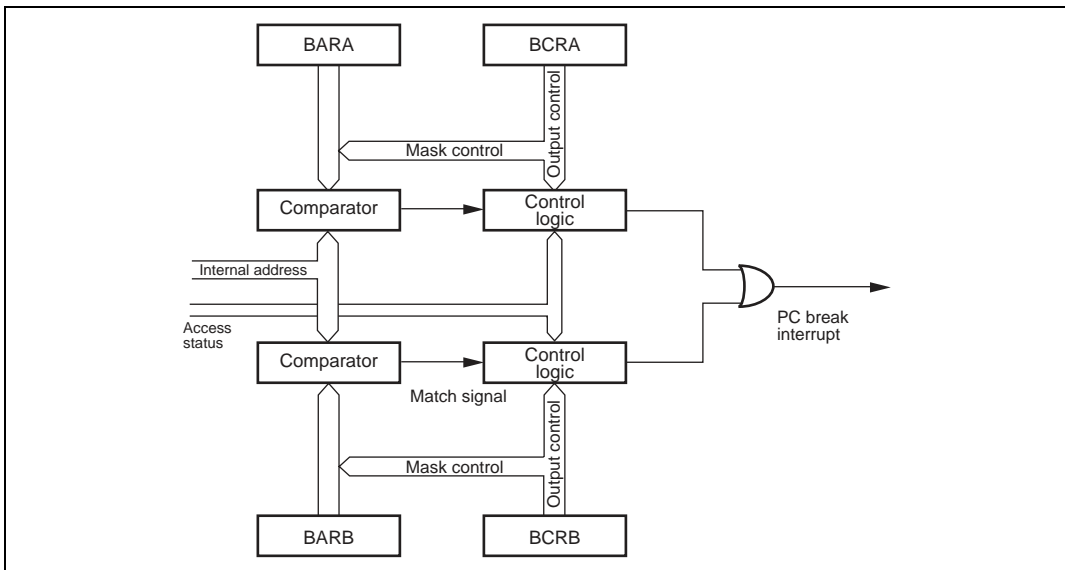 BARA
BCRA
Output control
Mask control
Comparator
Control
logic
Internal address
Access
status
PC break
interrupt
Comparator
Control
logic
Match signal
Output control
Mask control
BARB
BCRB